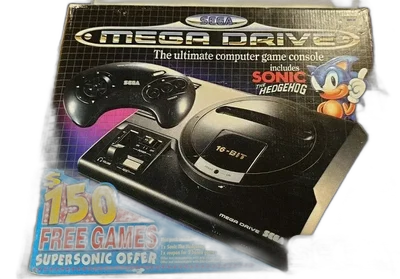 SEGA
MEGA DRIVE
The ultimate computer game console
includes
SONIC
THE HEDGEHOG
SEGA
16-BIT
MEGA DRIVE SEGA
$150
FREE GAMES
SUPERSONIC OFFER